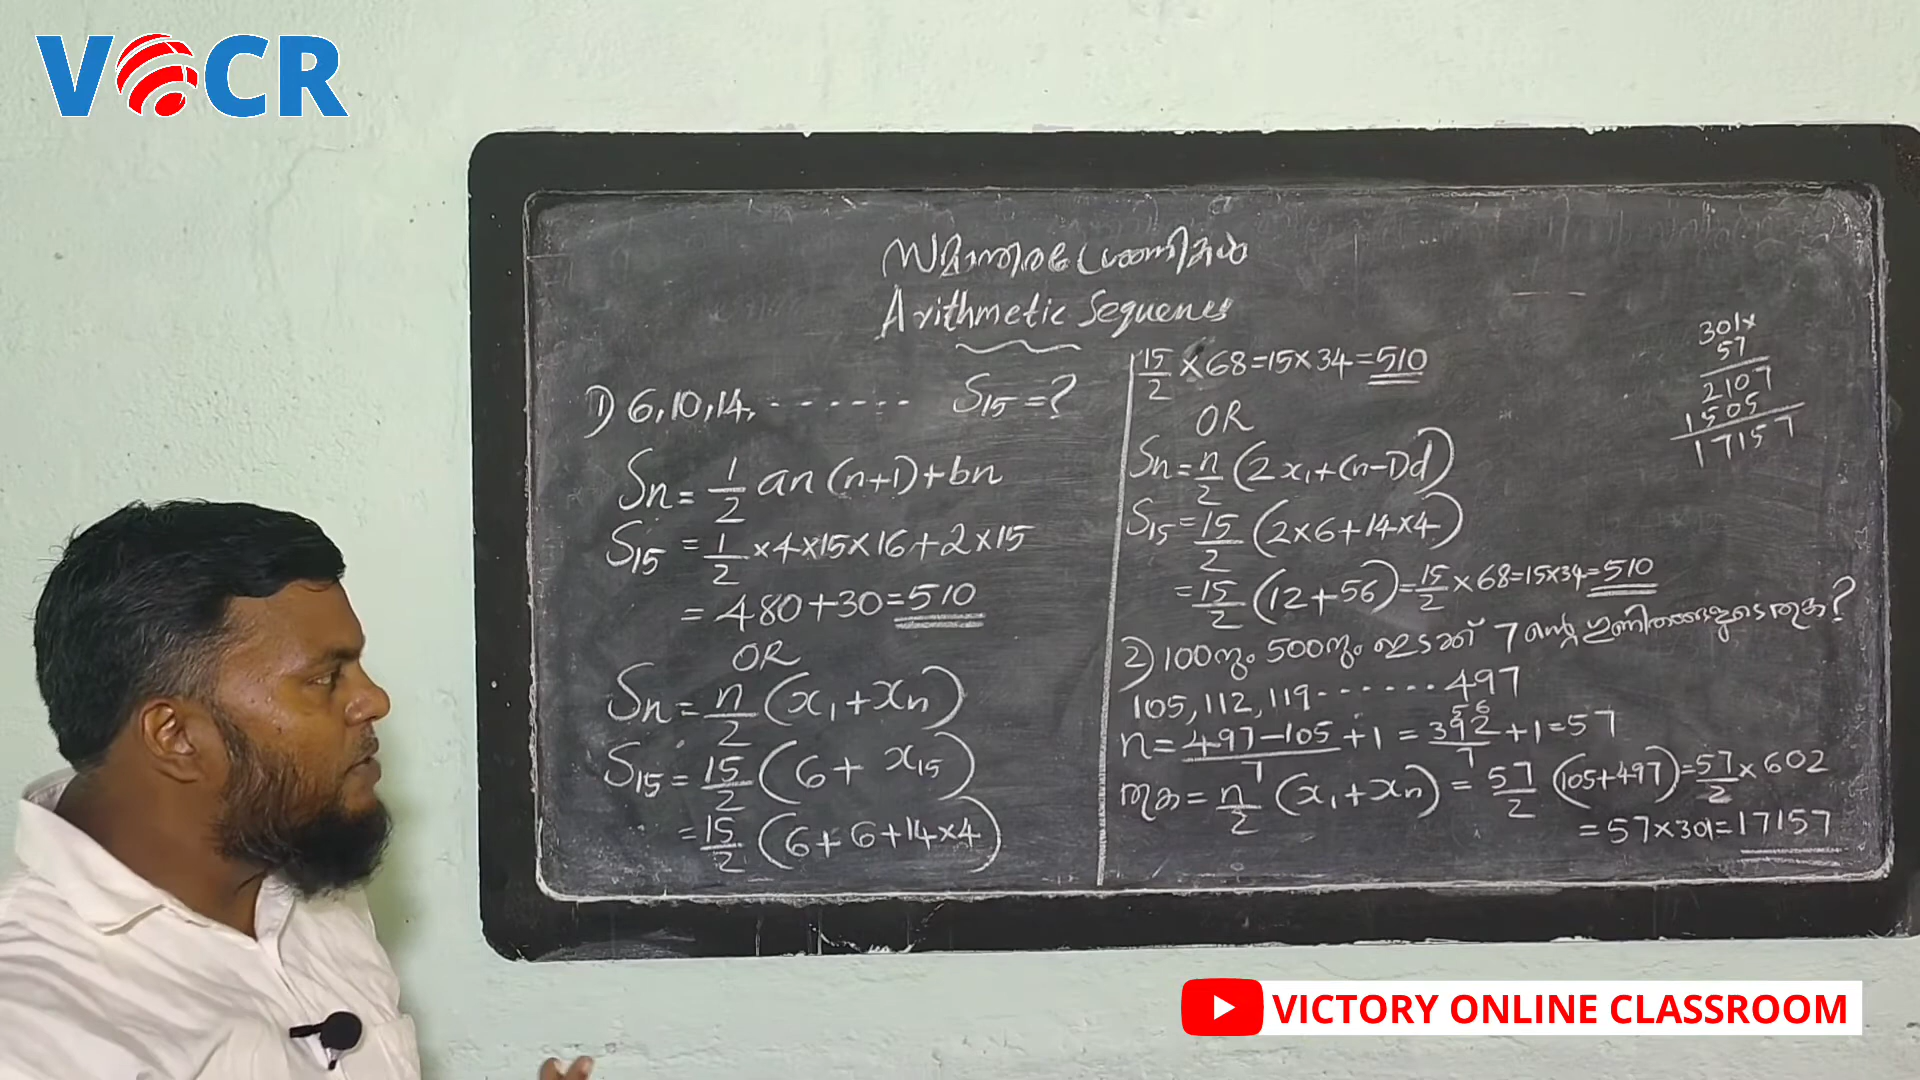 VOCR
സമാന്തരശ്രേണികൾ
Arithmetic Sequences
1) 6, 10, 14, ------- S₁₅ = ?
Sn = 1/2 an (n+1) + bn
S₁₅ = 1/2 ×4×15×16+2×15
= 480+30=510
OR
Sn = n/2 (x₁+xn)
S₁₅ = 15/2 (6+ x₁₅)
= 15/2 (6+6+14×4)
15/2 ×68=15×34=510
OR
Sn = n/2 (2x₁+(n-1)d)
S₁₅ = 15/2 (2×6+14×4)
= 15/2 (12+56) = 15/2 ×68=15×34=510
2) 100നും 500നും ഇടക്ക് 7 ന്റെ ഗുണിതങ്ങളുടെ തുക?
105, 112, 119 ------ 497
56
n = 497-105/7 +1 = 392/7 +1=57
തുക = n/2 (x₁+xn) = 57/2 (105+497) = 57/2 × 602
= 57×301=17157
301×
57
2107
1505
17157
VICTORY ONLINE CLASSROOM